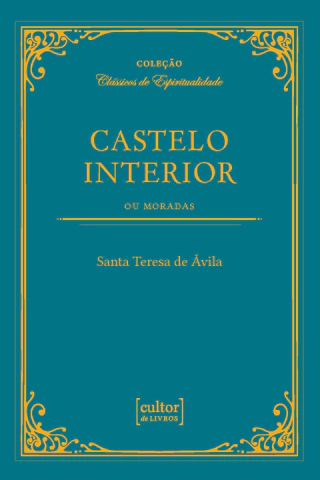 COLEÇÃO
Clássicos de Espiritualidade
CASTELO
INTERIOR
OU MORADAS
Santa Teresa de Ávila
[cultor
de LIVROS]